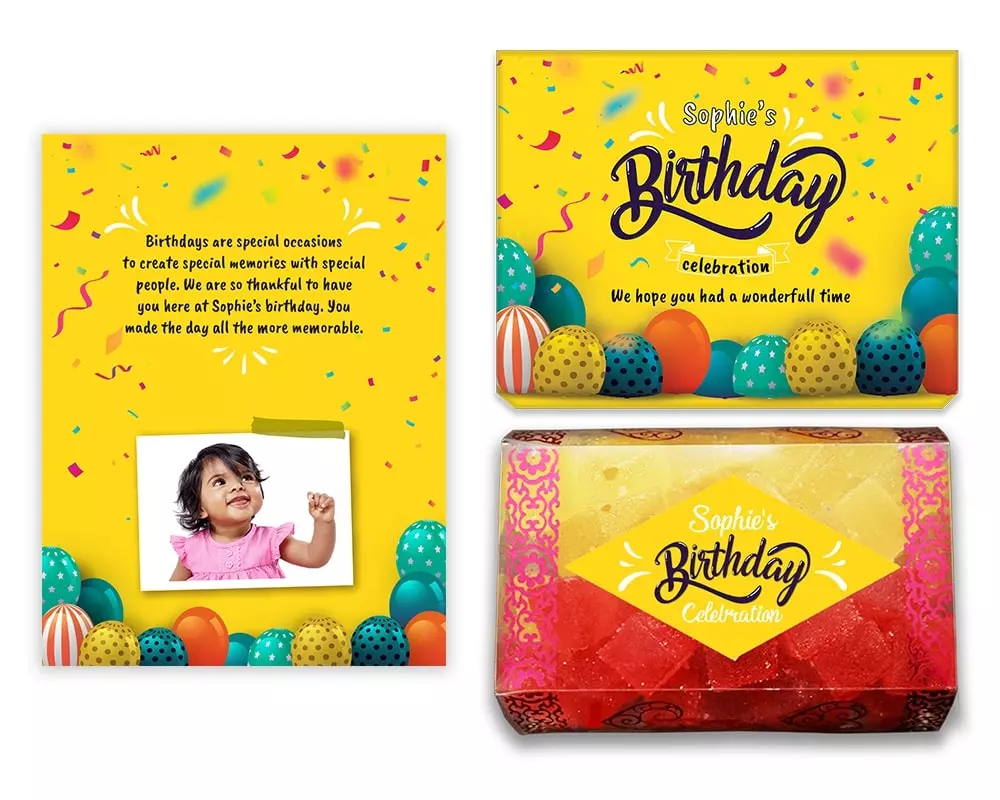 Birthdays are special occasions
to create special memories with special
people. We are so thankful to have
you here at Sophie's birthday. You
made the day all the more memorable.
Sophie's
Birthday
celebration
We hope you had a wonderfull time
Sophie's
Birthday
Celebration